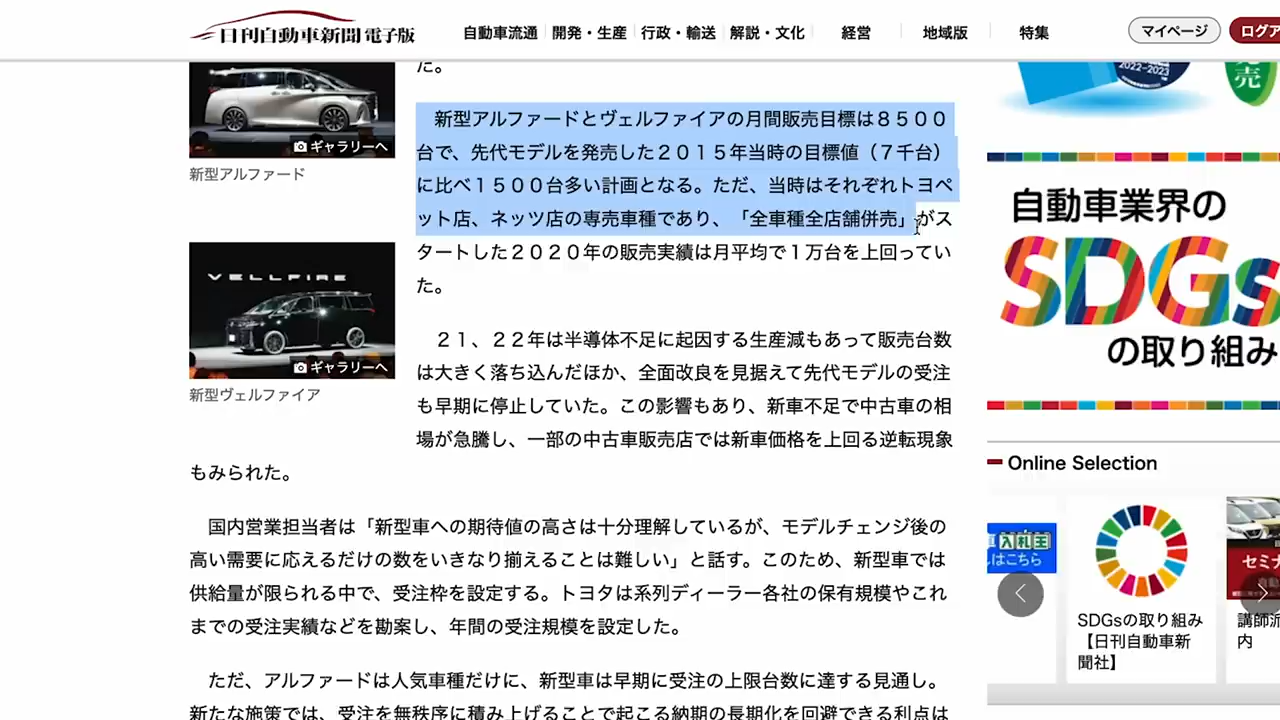 日刊自動車新聞 電子版
自動車流通
開発・生産
行政・輸送
解説・文化
経営
地域版
特集
マイページ
ログア
た。
ギャラリーへ
新型アルファード
新型アルファードとヴェルファイアの月間販売目標は８５００
台で、先代モデルを発売した２０１５年当時の目標値（７千台）
に比べ１５００台多い計画となる。ただ、当時はそれぞれトヨペ
ット店、ネッツ店の専売車種であり、「全車種全店舗併売」がス
タートした２０２０年の販売実績は月平均で１万台を上回ってい
た。
VELLFIRE
ギャラリーへ
新型ヴェルファイア
２１、２２年は半導体不足に起因する生産減もあって販売台数
は大きく落ち込んだほか、全面改良を見据えて先代モデルの受注
も早期に停止していた。この影響もあり、新車不足で中古車の相
場が急騰し、一部の中古車販売店では新車価格を上回る逆転現象
もみられた。
国内営業担当者は「新型車への期待値の高さは十分理解しているが、モデルチェンジ後の
高い需要に応えるだけの数をいきなり揃えることは難しい」と話す。このため、新型車では
供給量が限られる中で、受注枠を設定する。トヨタは系列ディーラー各社の保有規模やこれ
までの受注実績などを勘案し、年間の受注規模を設定した。
ただ、アルファードは人気車種だけに、新型車は早期に受注の上限台数に達する見通し。
新たな施策では、受注を無秩序に積み上げることで起こる納期の長期化を回避できる利点は
2022-2023
売
自動車業界の
SDGs
の取り組み
Online Selection
入札王
はこちら
SDGsの取り組み
【日刊自動車新
聞社】
セミナ
講師派
内